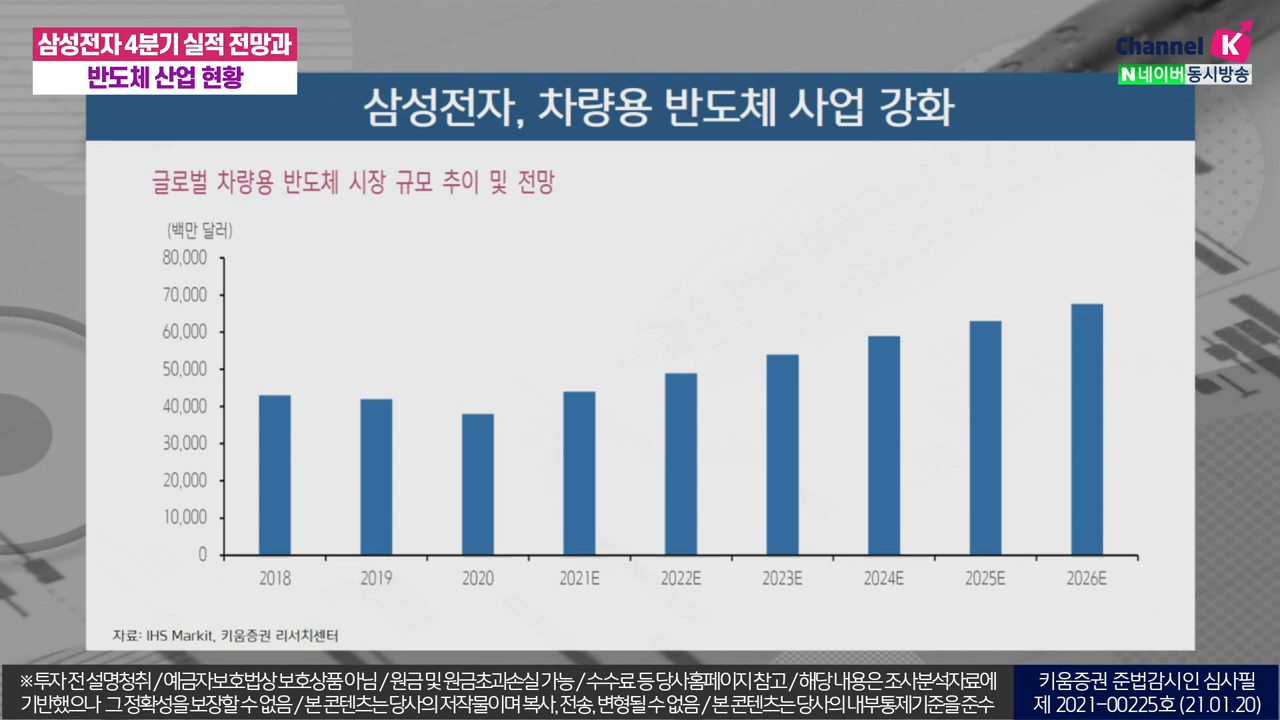 삼성전자 4분기 실적 전망과
반도체 산업 현황
Channel K
N 네이버 동시방송
삼성전자, 차량용 반도체 사업 강화
글로벌 차량용 반도체 시장 규모 추이 및 전망
(백만 달러)
80,000
70,000
60,000
50,000
40,000
30,000
20,000
10,000
0
2018 2019 2020 2021E 2022E 2023E 2024E 2025E 2026E
자료: IHS Markit, 키움증권 리서치센터
※투자 전 설명청취 / 예금자보호법상 보호상품 아님 / 원금 및 원금초과손실 가능 / 수수료 등 당사홈페이지 참고 / 해당 내용은 조사분석자료에
기반했으나 그 정확성을 보장할 수 없음 / 본 콘텐츠는 당사의 저작물이며 복사, 전송, 변형될 수 없음 / 본 콘텐츠는 당사의 내부통제기준을 준수
키움증권 준법감시인 심사필
제 2021-00225호 (21.01.20)